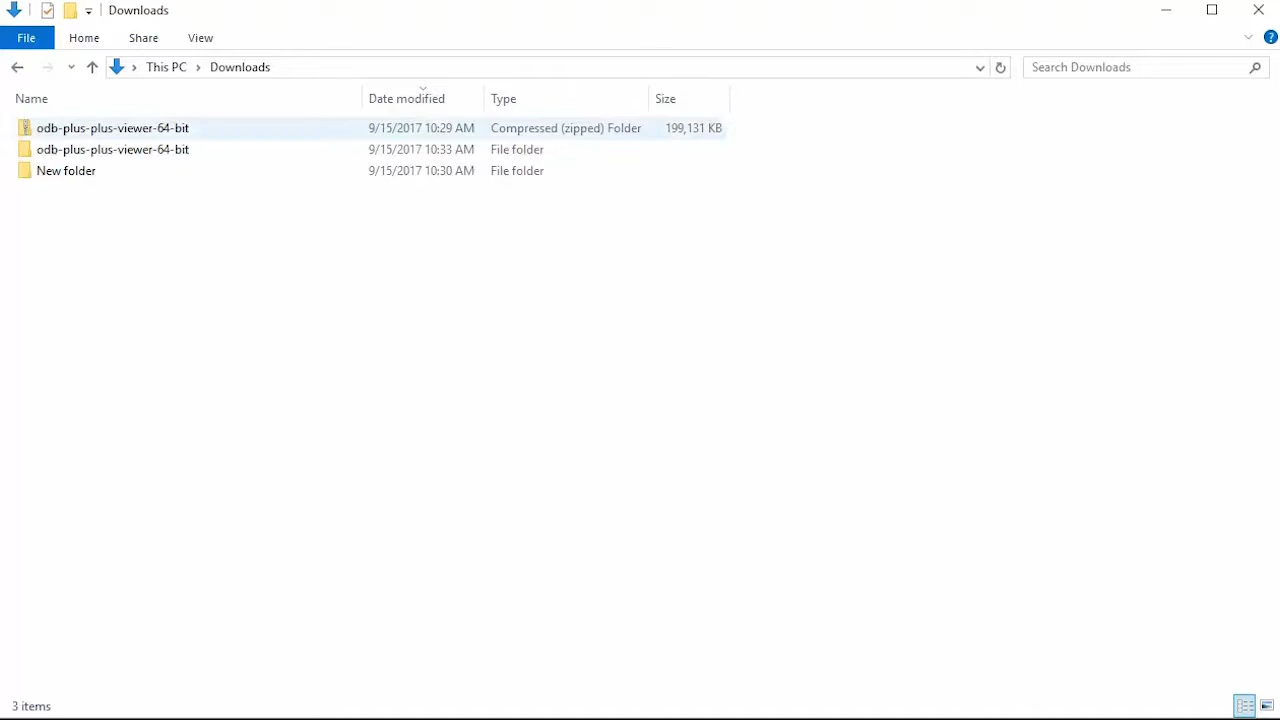 Downloads
File Home Share View
This PC Downloads Search Downloads
Name Date modified Type Size
odb-plus-plus-viewer-64-bit 9/15/2017 10:29 AM Compressed (zipped) Folder 199,131 KB
odb-plus-plus-viewer-64-bit 9/15/2017 10:33 AM File folder
New folder 9/15/2017 10:30 AM File folder
3 items